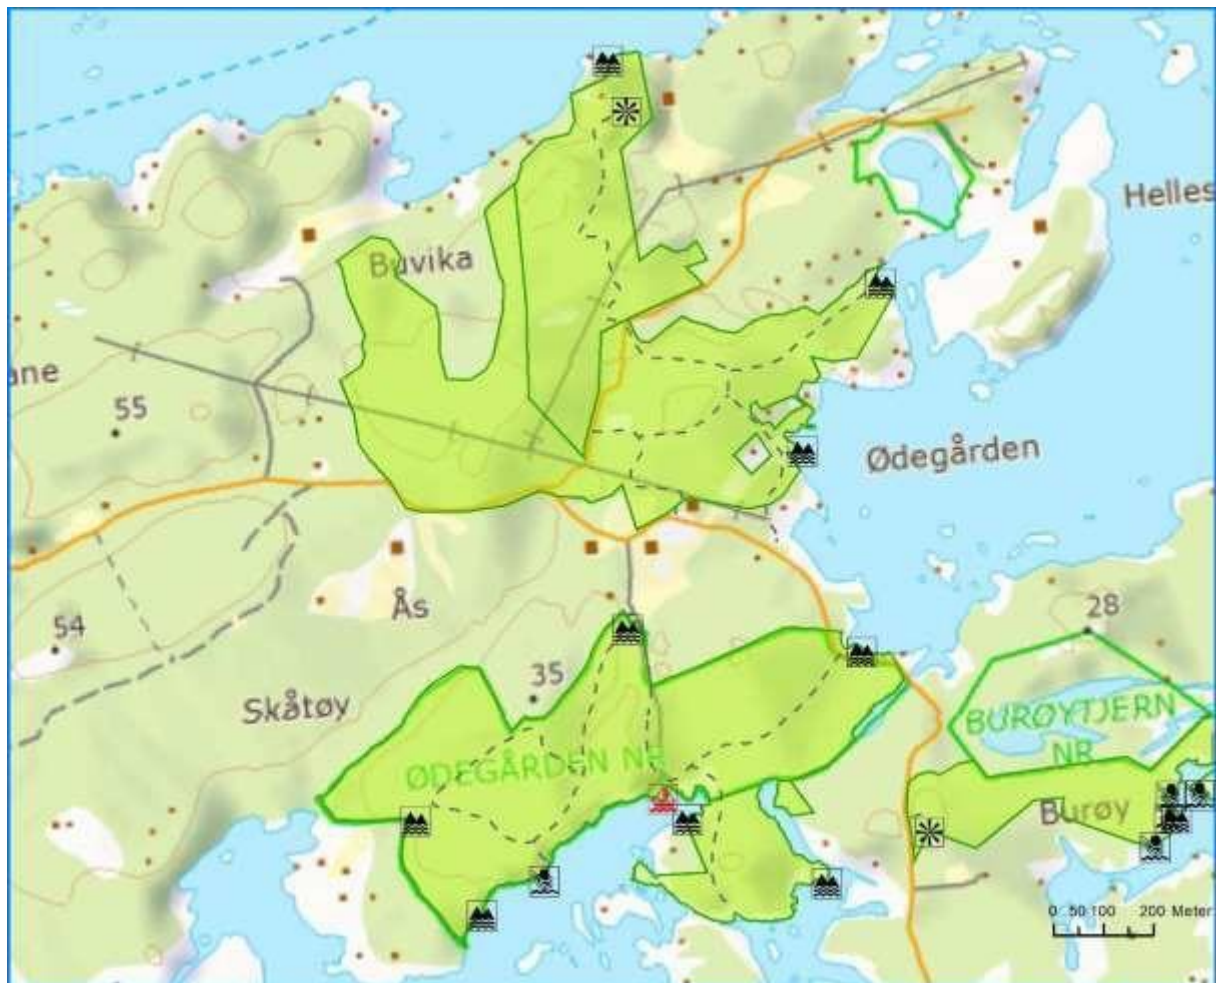 Helles
Buvika
ane
55
Ødegården
Ås
28
54
35
Skåtøy
BURØYTJERN
NR
ØDEGÅRDEN NR
Burøy
0 50 100 200 Meter